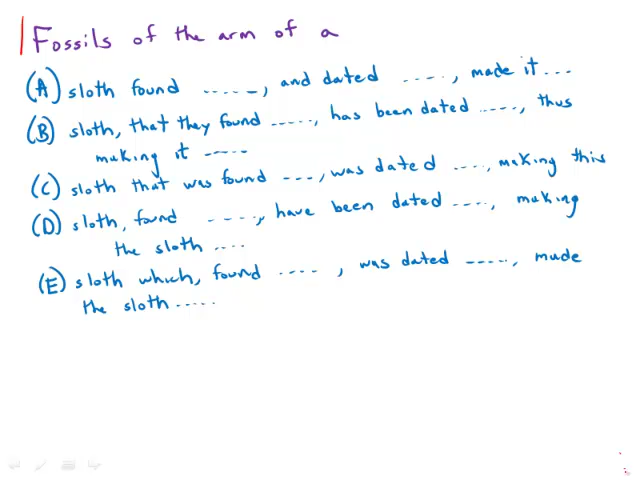 Fossils of the arm of a
(A) sloth found ....., and dated ....., made it...
(B) sloth, that they found ....., has been dated ....., thus
making it .....
(C) sloth that was found ...., was dated ...., making this
(D) sloth, found ....., have been dated ...., making
the sloth ....
(E) sloth which, found ...., was dated ....., made
the sloth .....